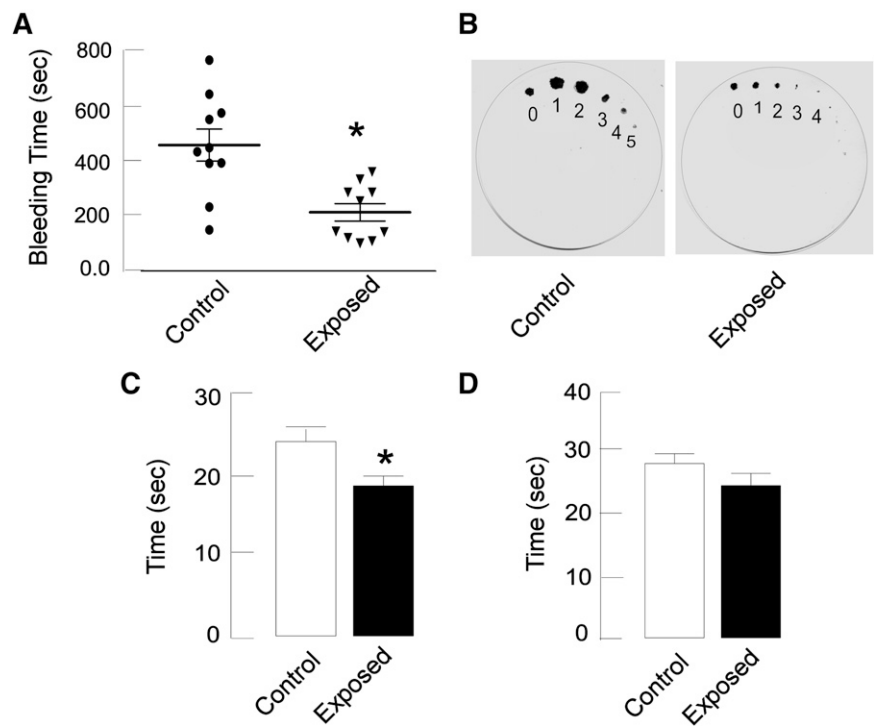 A
Bleeding Time (sec)
800
600
400
200
0.0
*
Control
Exposed
B
0 1 2 3 4 5
0 1 2 3 4
Control
Exposed
C
Time (sec)
30
20
10
0
*
Control
Exposed
D
Time (sec)
40
30
20
10
0
Control
Exposed